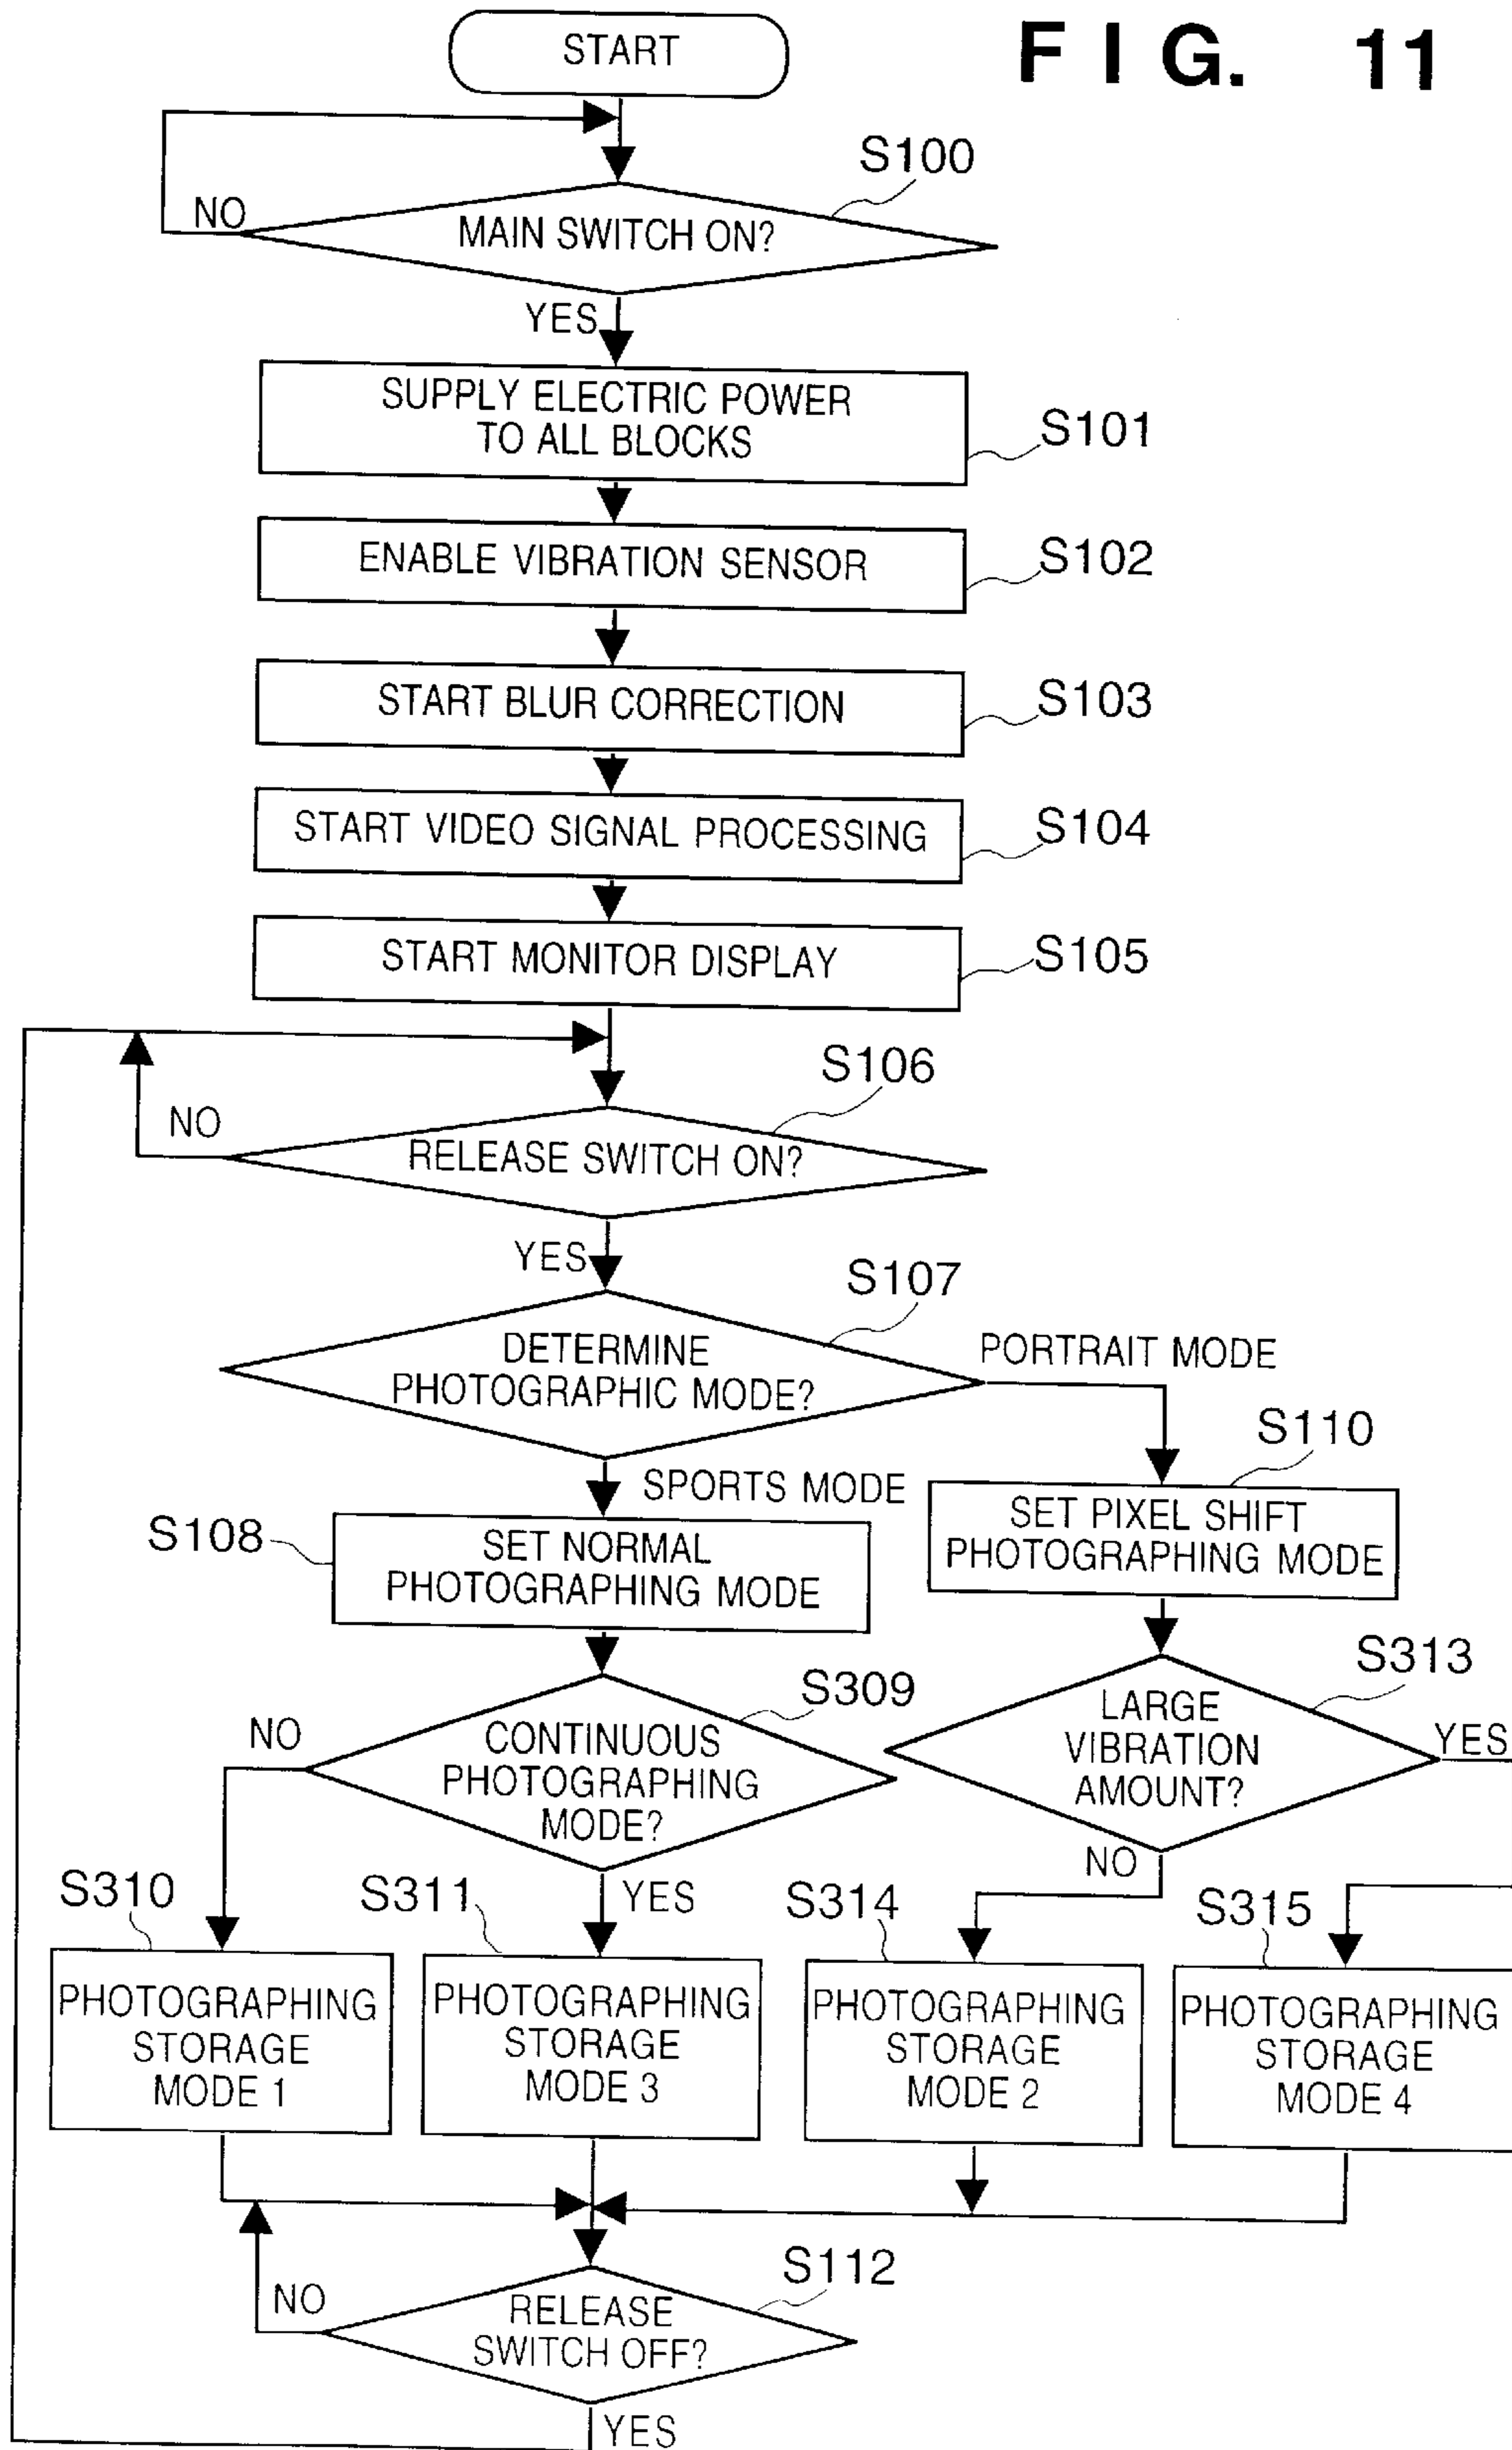 START
FIG. 11
S100
NO
MAIN SWITCH ON?
YES
SUPPLY ELECTRIC POWER
TO ALL BLOCKS
S101
ENABLE VIBRATION SENSOR
S102
START BLUR CORRECTION
S103
START VIDEO SIGNAL PROCESSING
S104
START MONITOR DISPLAY
S105
S106
NO
RELEASE SWITCH ON?
YES
S107
DETERMINE
PHOTOGRAPHIC MODE?
PORTRAIT MODE
S110
SPORTS MODE
SET PIXEL SHIFT
PHOTOGRAPHING MODE
S108
SET NORMAL
PHOTOGRAPHING MODE
S309
NO
CONTINUOUS
PHOTOGRAPHING
MODE?
S313
LARGE
VIBRATION
AMOUNT?
YES
NO
S310
S311
YES
S314
S315
PHOTOGRAPHING
STORAGE
MODE 1
PHOTOGRAPHING
STORAGE
MODE 3
PHOTOGRAPHING
STORAGE
MODE 2
PHOTOGRAPHING
STORAGE
MODE 4
S112
NO
RELEASE
SWITCH OFF?
YES